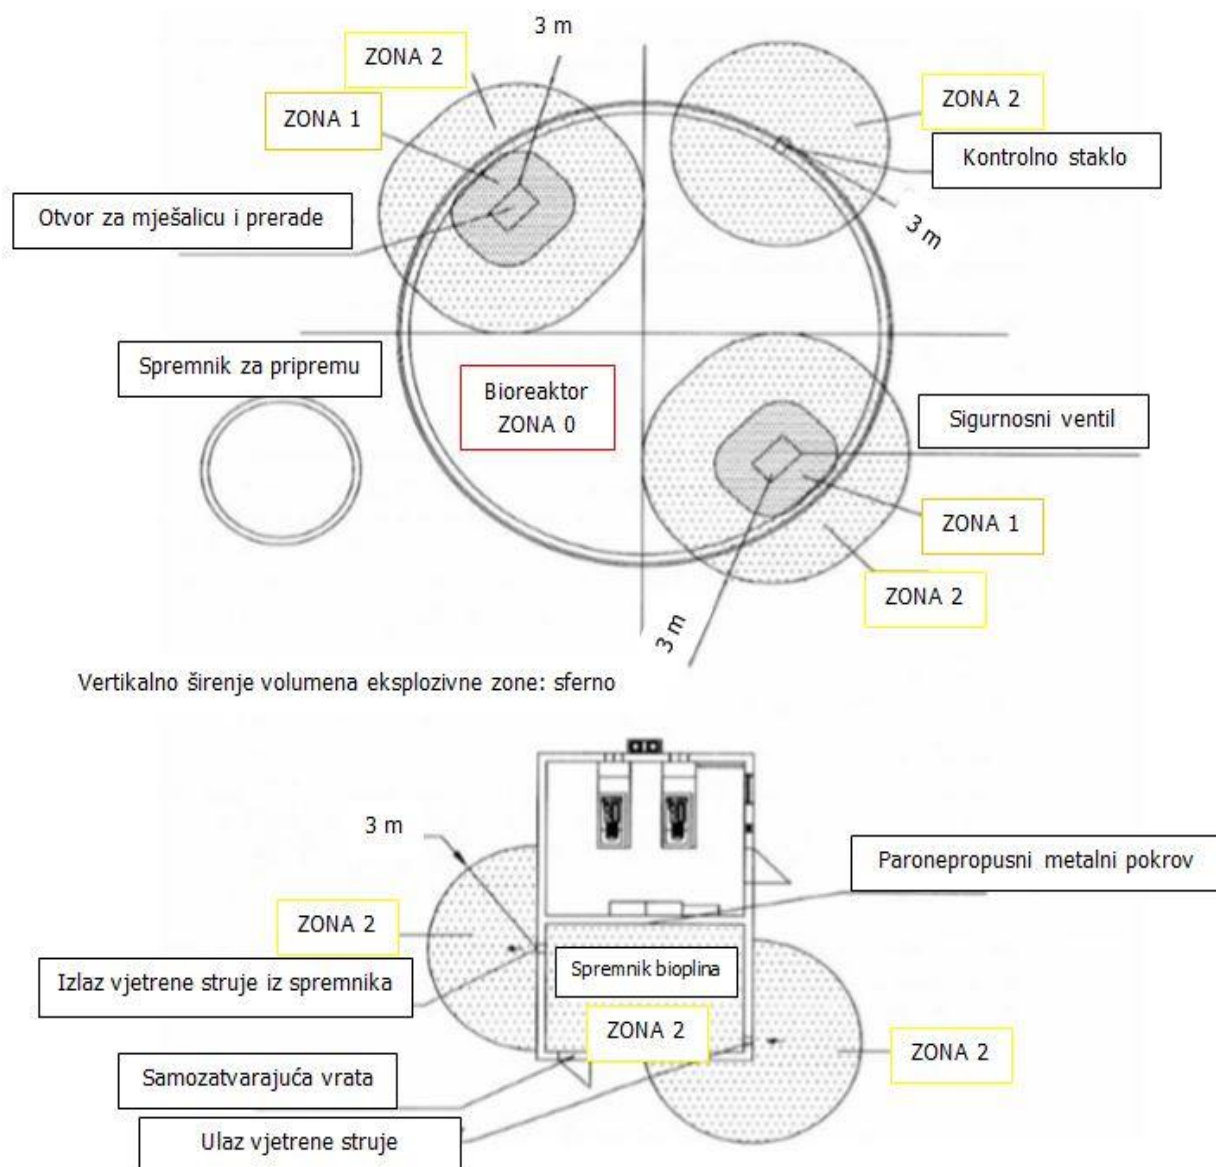 3 m
ZONA 2
ZONA 1
ZONA 2
Kontrolno staklo
Otvor za mješalicu i prerade
3 m
Spremnik za pripremu
Bioreaktor
ZONA 0
Sigurnosni ventil
ZONA 1
ZONA 2
3 m
Vertikalno širenje volumena eksplozivne zone: sferno
3 m
Paronepropusni metalni pokrov
ZONA 2
Spremnik bioplina
Izlaz vjetrene struje iz spremnika
ZONA 2
ZONA 2
Samozatvarajuća vrata
Ulaz vjetrene struje